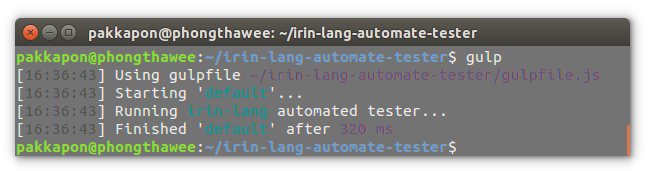 pakkapon@phongthawee: ~/irin-lang-automate-tester
pakkapon@phongthawee:~/irin-lang-automate-tester$ gulp
[16:36:43] Using gulpfile ~/irin-lang-automate-tester/gulpfile.js
[16:36:43] Starting 'default'...
[16:36:43] Running irin-lang automated tester...
[16:36:43] Finished 'default' after 320 ms
pakkapon@phongthawee:~/irin-lang-automate-tester$